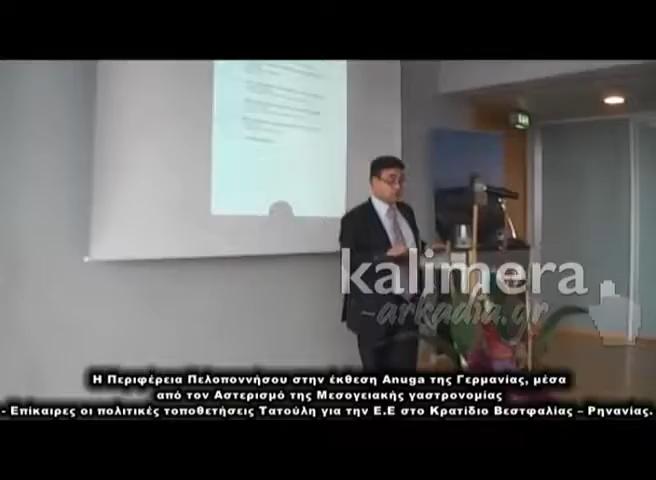 kalimera
-arkadia.gr
Η Περιφέρεια Πελοποννήσου στην έκθεση Anuga της Γερμανίας, μέσα
από τον Αστερισμό της Μεσογειακής γαστρονομίας
- Επίκαιρες οι πολιτικές τοποθετήσεις Τατούλη για την Ε.Ε στο Κρατίδιο Βεστφαλίας – Ρηνανίας.